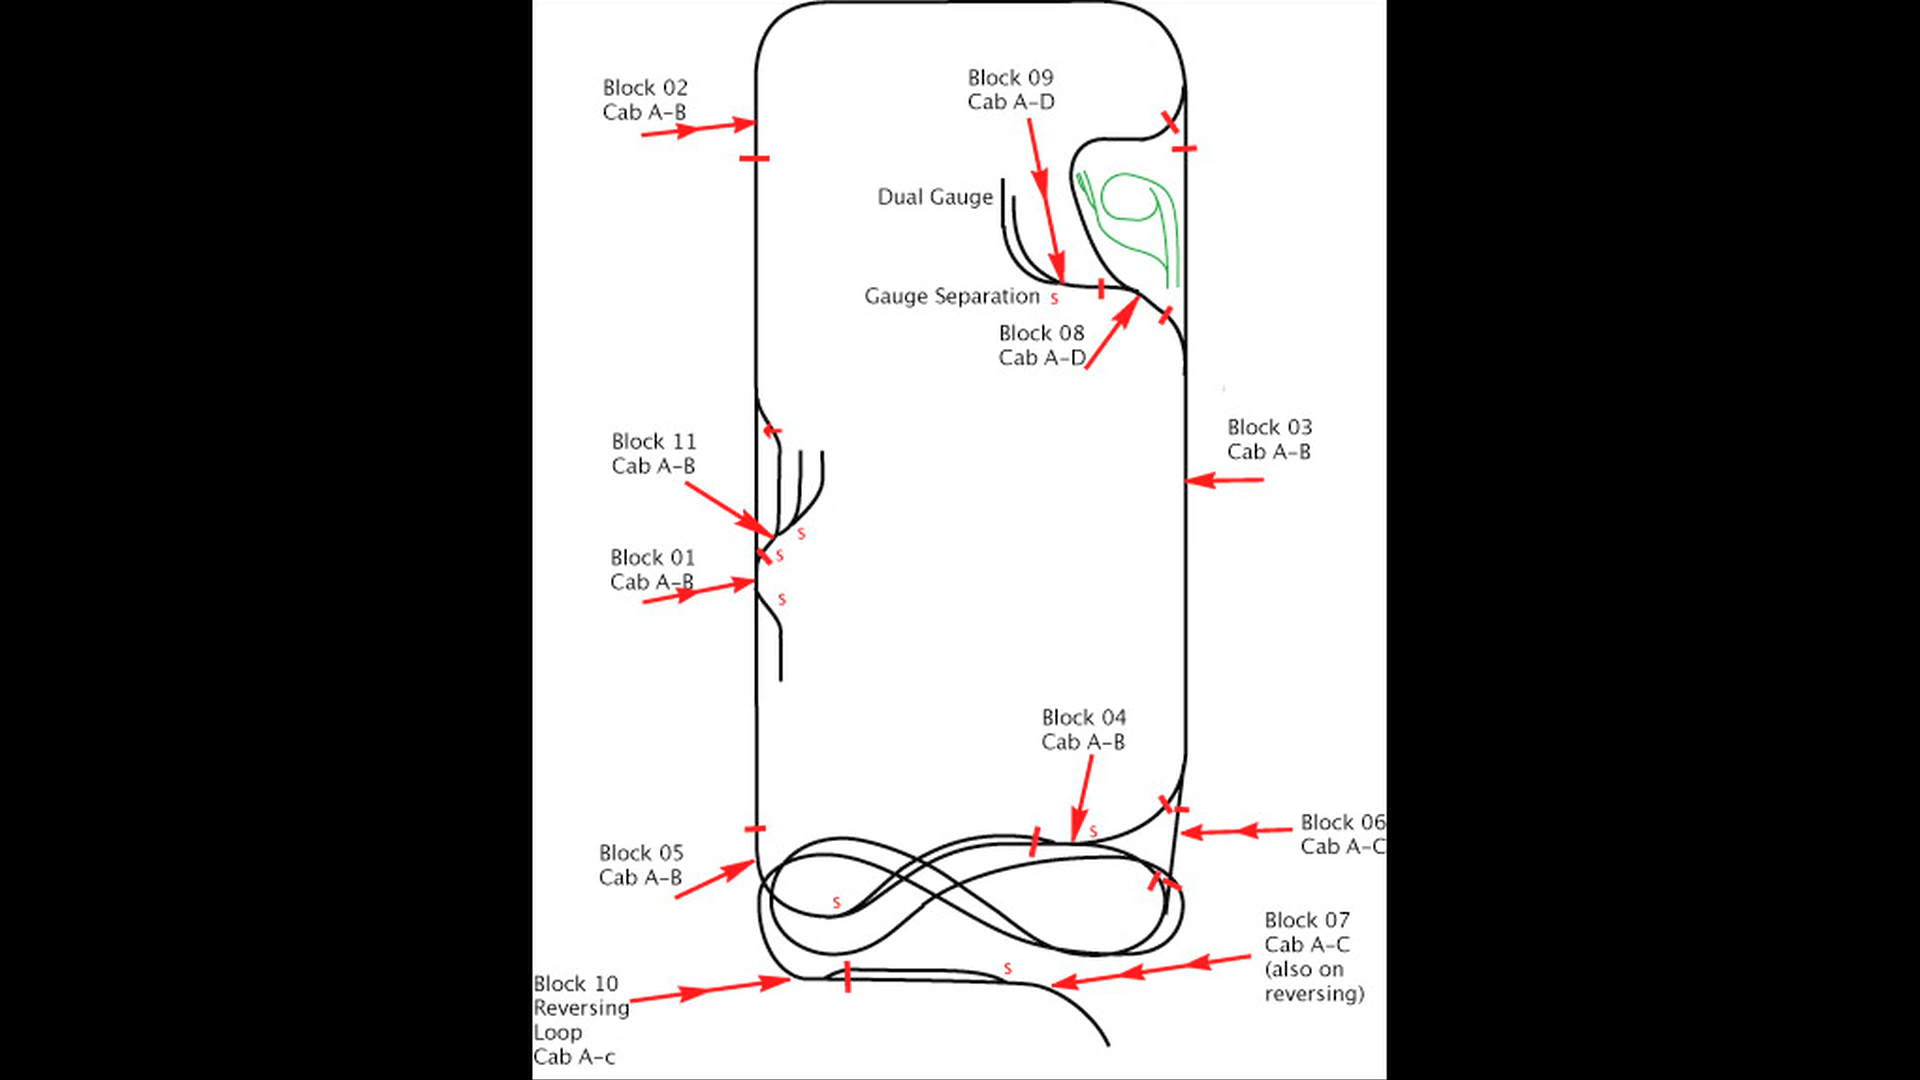 Block 02
Cab A-B
Block 09
Cab A-D
Dual Gauge
Gauge Separation s
Block 08
Cab A-D
Block 03
Cab A-B
Block 11
Cab A-B
s
s
Block 01
Cab A-B
s
Block 04
Cab A-B
s
Block 06
Cab A-C
Block 05
Cab A-B
s
Block 07
Cab A-C
(also on
reversing)
s
Block 10
Reversing
Loop
Cab A-c